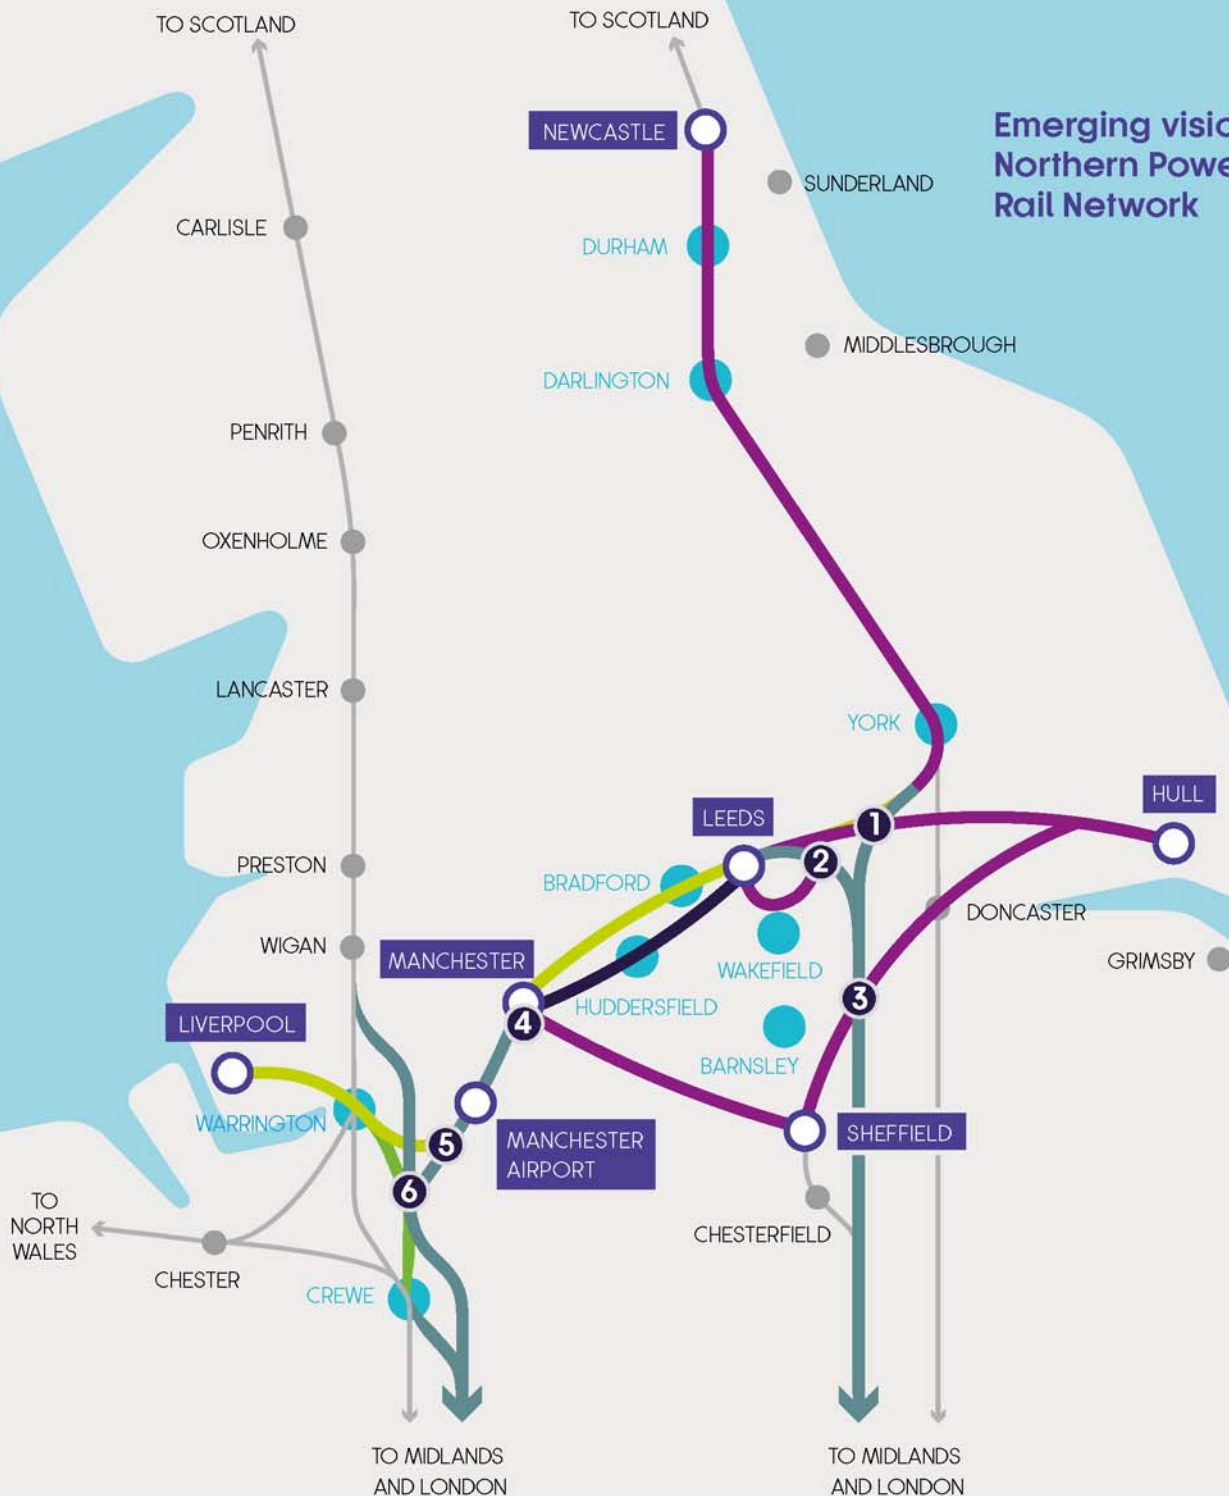 TO SCOTLAND
TO SCOTLAND
NEWCASTLE
Emerging visio
Northern Powe
Rail Network
SUNDERLAND
CARLISLE
DURHAM
MIDDLESBROUGH
DARLINGTON
PENRITH
OXENHOLME
LANCASTER
YORK
HULL
LEEDS
1
PRESTON
2
BRADFORD
DONCASTER
WIGAN
MANCHESTER
WAKEFIELD
GRIMSBY
HUDDERSFIELD
3
LIVERPOOL
4
BARNSLEY
WARRINGTON
SHEFFIELD
5
MANCHESTER
AIRPORT
6
TO
NORTH
WALES
CHESTERFIELD
CHESTER
CREWE
TO MIDLANDS
AND LONDON
TO MIDLANDS
AND LONDON